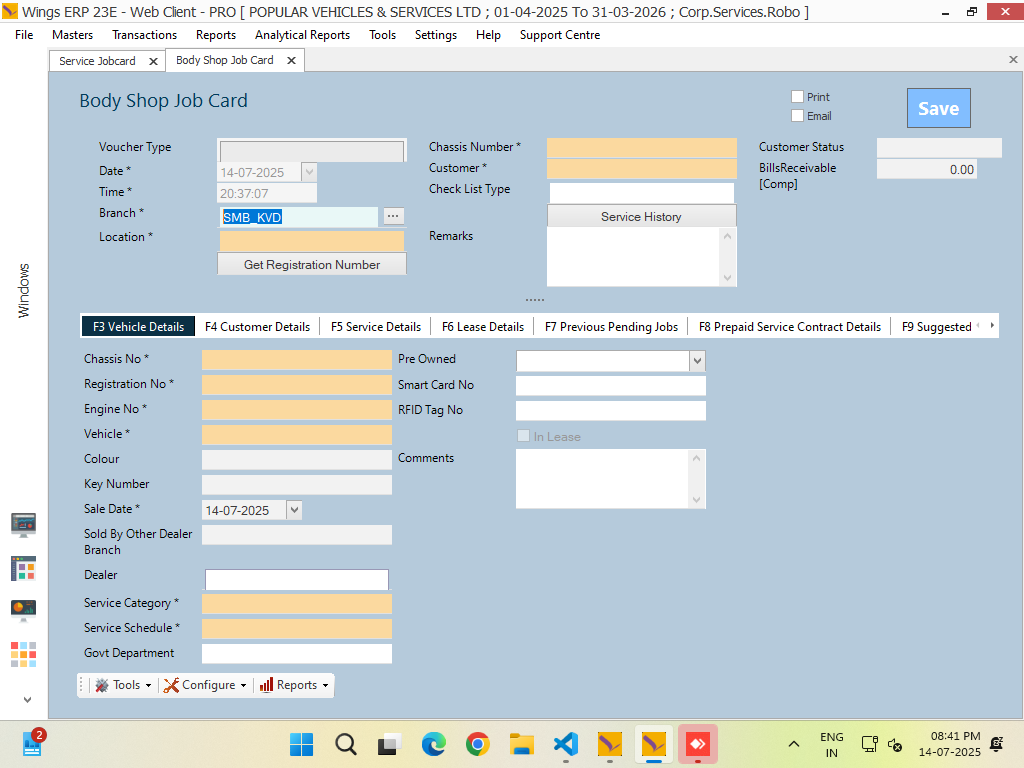 Wings ERP 23E - Web Client - PRO [ POPULAR VEHICLES & SERVICES LTD ; 01-04-2025 To 31-03-2026 ; Corp.Services.Robo ]
File Masters Transactions Reports Analytical Reports Tools Settings Help Support Centre
Service Jobcard Body Shop Job Card
Body Shop Job Card
Print
Email
Save
Voucher Type
Date *
14-07-2025
Time *
20:37:07
Branch *
SMB_KVD
...
Location *
Get Registration Number
Chassis Number *
Customer *
Check List Type
Service History
Remarks
Customer Status
BillsReceivable
[Comp]
0.00
Windows
F3 Vehicle Details F4 Customer Details F5 Service Details F6 Lease Details F7 Previous Pending Jobs F8 Prepaid Service Contract Details F9 Suggested
Chassis No *
Registration No *
Engine No *
Vehicle *
Colour
Key Number
Sale Date *
14-07-2025
Sold By Other Dealer
Branch
Dealer
Service Category *
Service Schedule *
Govt Department
Pre Owned
Smart Card No
RFID Tag No
In Lease
Comments
Tools Configure Reports
2
ENG
IN
08:41 PM
14-07-2025